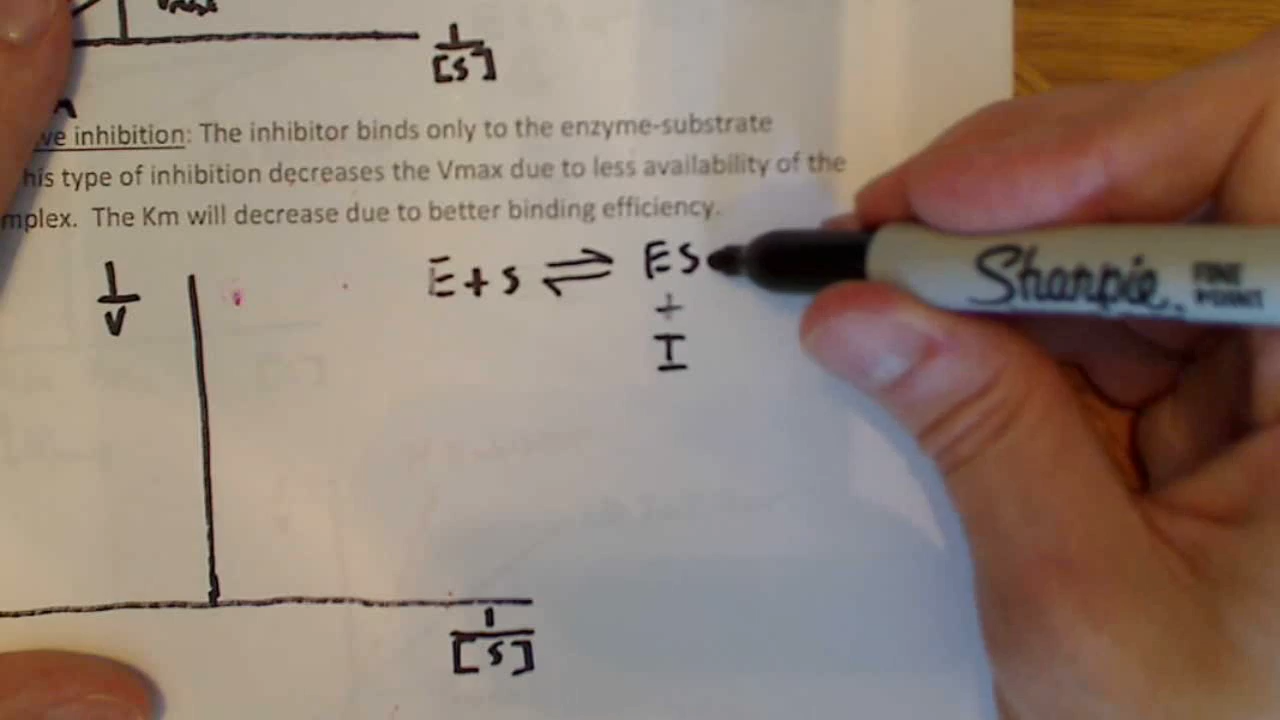 1
[S]
ve inhibition: The inhibitor binds only to the enzyme-substrate
his type of inhibition decreases the Vmax due to less availability of the
mplex. The Km will decrease due to better binding efficiency.
1
V
E + S ⇌ ES
+
I
Sharpie.
FINE
POINT
1
[S]